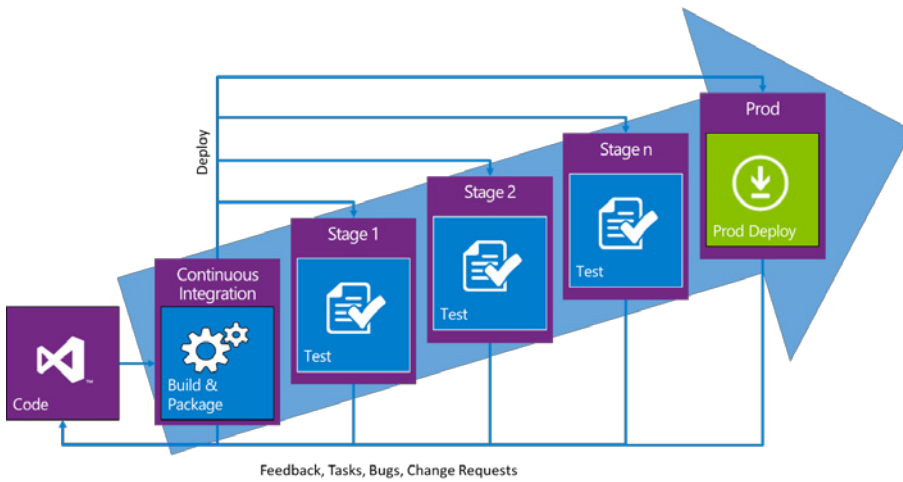 Prod
Prod Deploy
Deploy
Stage n
Test
Stage 2
Test
Stage 1
Test
Continuous
Integration
Build &
Package
Code
Feedback, Tasks, Bugs, Change Requests